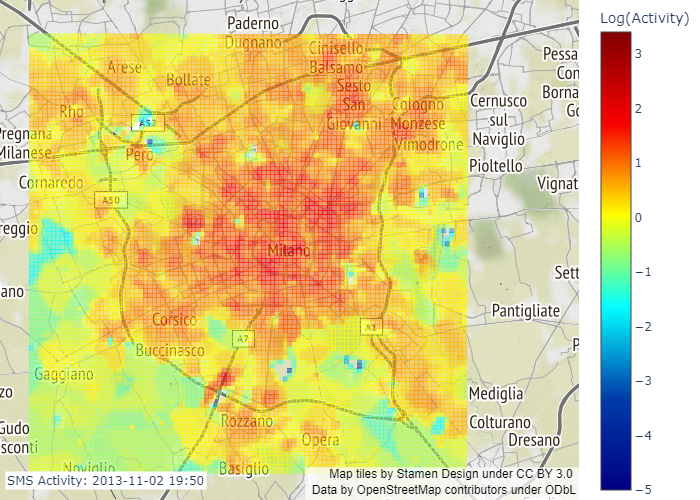 Log(Activity)
Paderno
Dugnano
Cinisello
Balsamo
Arese
Bollate
Sesto
San
Giovanni
Cologno
Monzese
Vimodrone
Rho
A52
Pero
Pregnana
Milanese
Cornaredo
A50
Cernusco
sul
Naviglio
Pioltello
Pessa
Con
Borna
Go
Vignat
reggio
Milano
Sett
ano
Pantigliate
Corsico
Buccinasco
A7
A1
P
Gaggiano
zo
Rozzano
Opera
Mediglia
Colturano
Dresano
Gudo
sconti
Noviglio
Basiglio
3
2
1
0
−1
−2
−3
−4
−5
SMS Activity: 2013-11-02 19:50
Map tiles by Stamen Design under CC BY 3.0
Data by OpenStreetMap contributors under ODbL